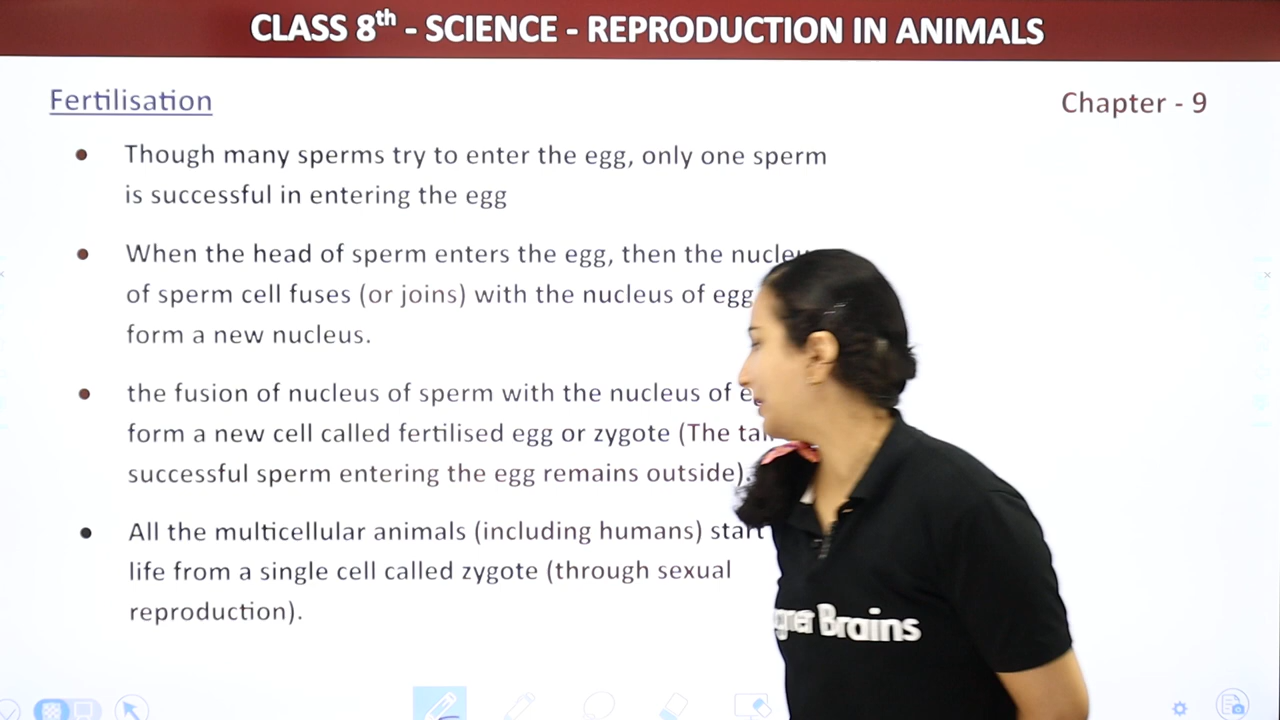 CLASS 8th - SCIENCE - REPRODUCTION IN ANIMALS
Fertilisation
Chapter - 9
Though many sperms try to enter the egg, only one sperm
is successful in entering the egg
When the head of sperm enters the egg, then the
of sperm cell fuses (or joins) with the nucleus of egg
form a new nucleus.
the fusion of nucleus of sperm with the nucleus of
form a new cell called fertilised egg or zygote (The
successful sperm entering the egg remains outside).
All the multicellular animals (including humans) start
life from a single cell called zygote (through sexual
reproduction).
Brains